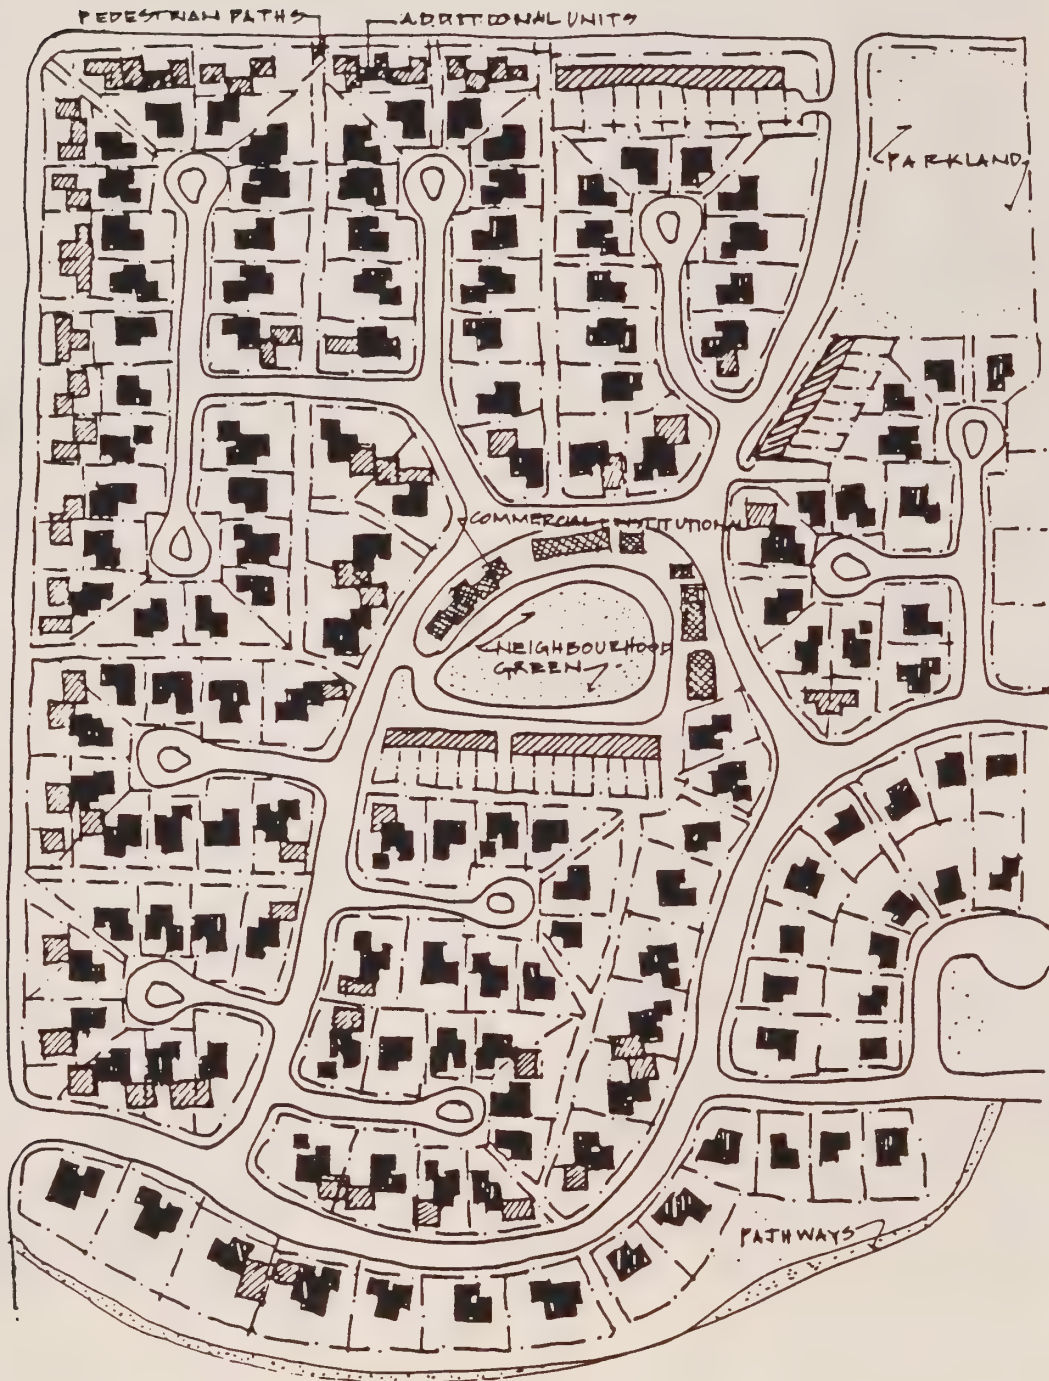 PEDESTRIAN PATHS
ADDITIONAL UNITS
PARKLAND
COMMERCIAL & INSTITUTIONAL
NEIGHBOURHOOD
GREEN
PATHWAYS